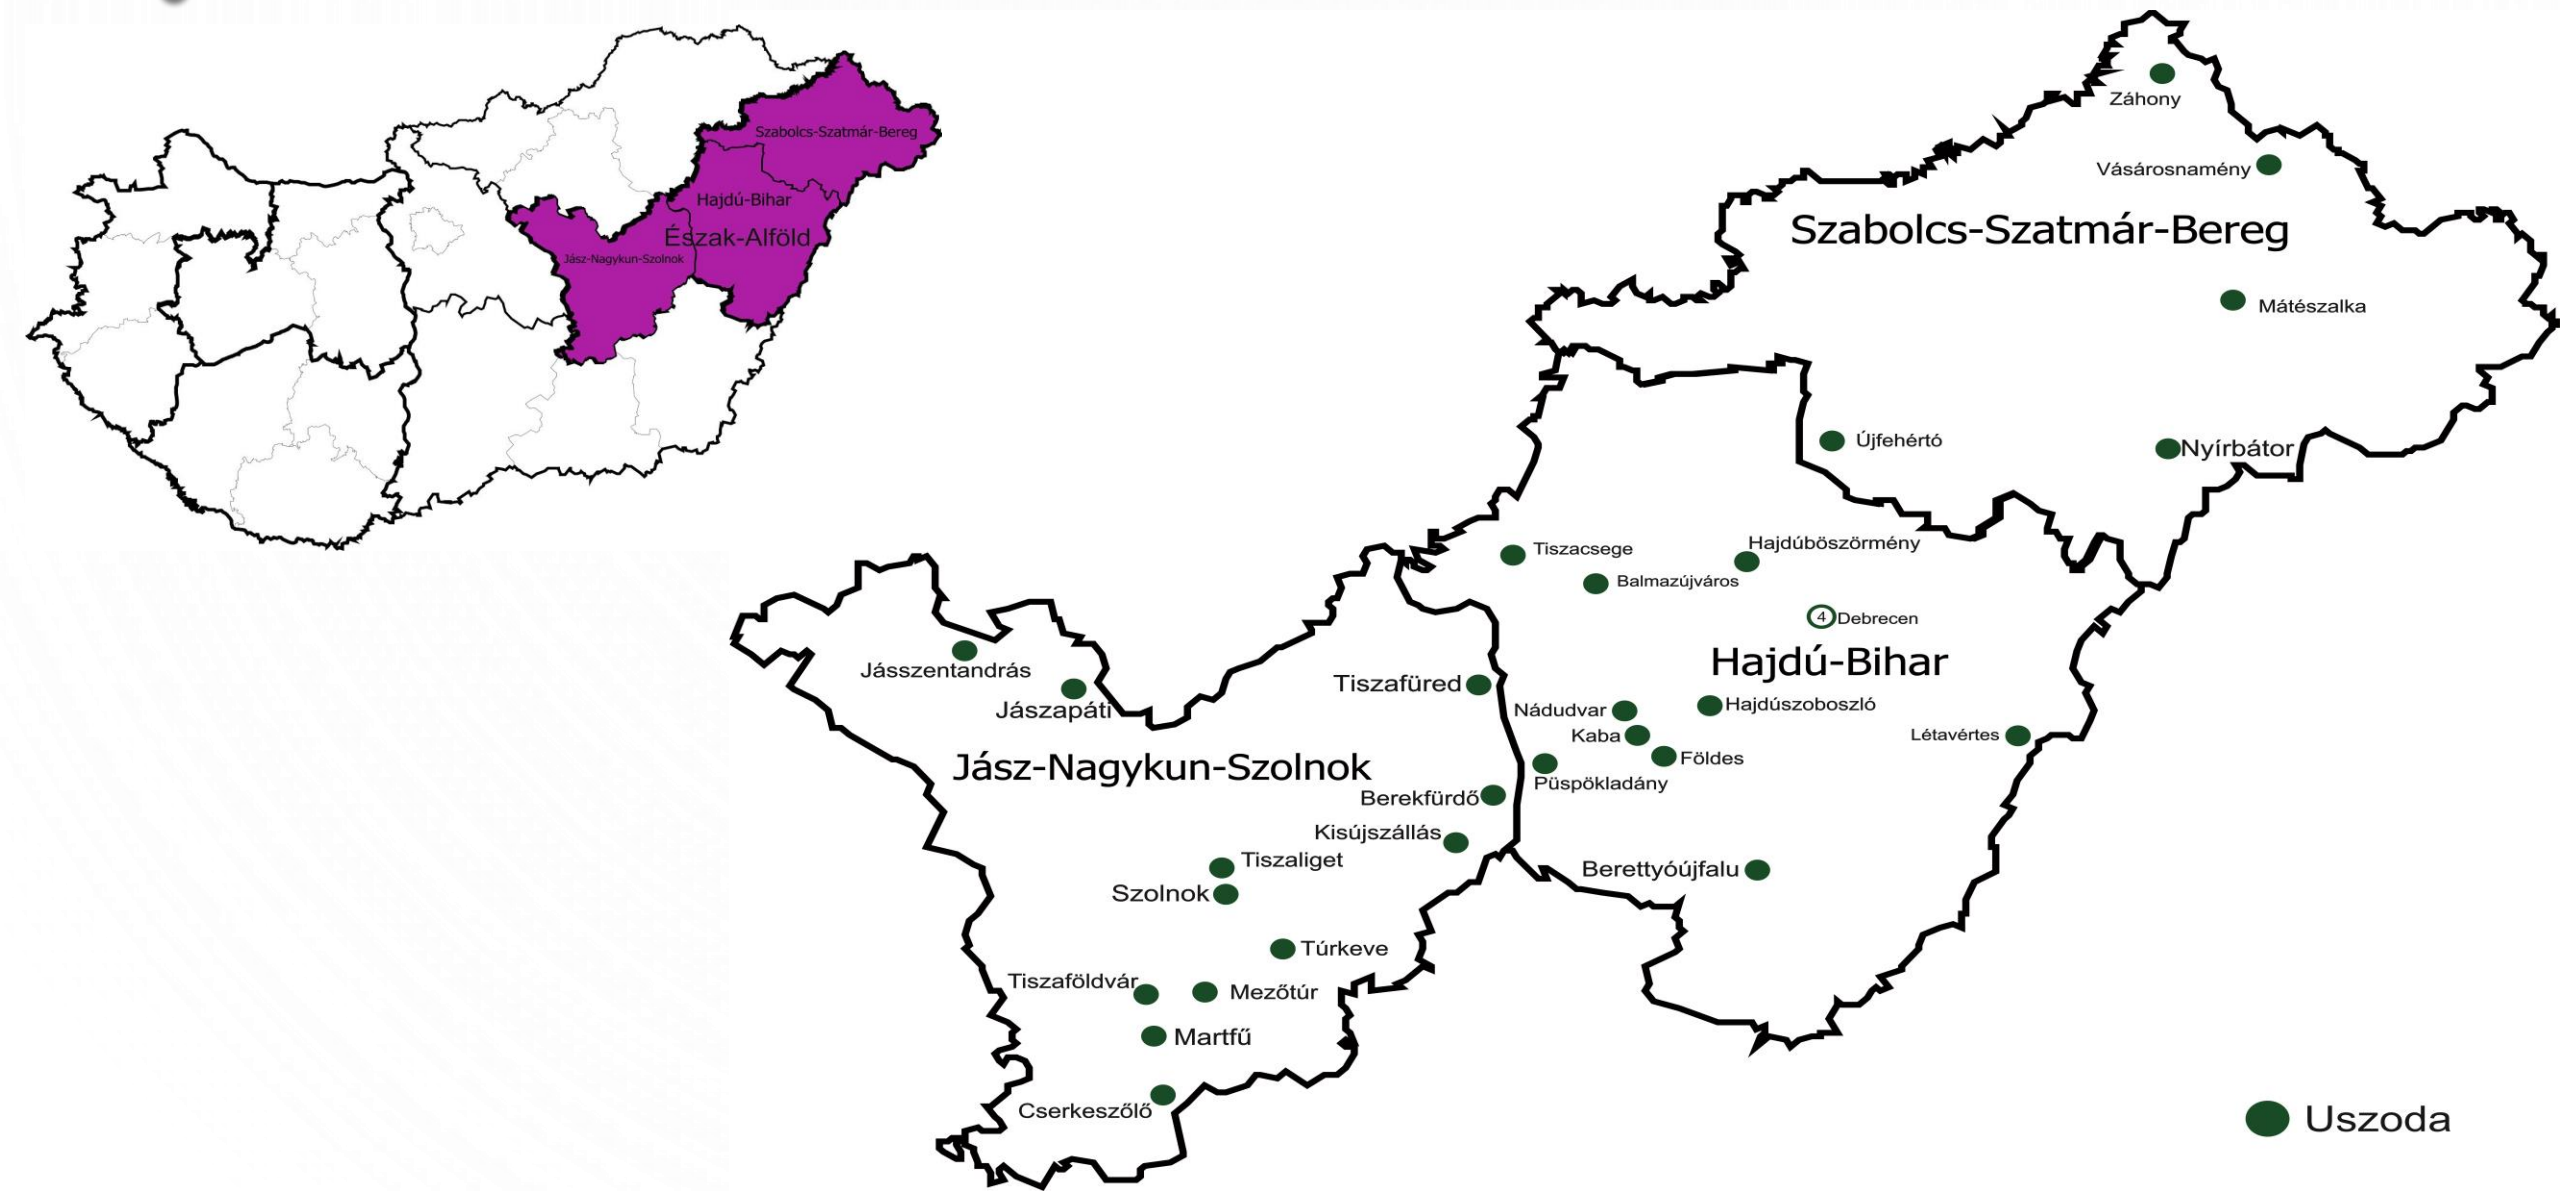 Szabolcs-Szatmár-Bereg
Hajdú-Bihar
Észak-Alföld
Jász-Nagykun-Szolnok
Záhony
Vásárosnamény
Szabolcs-Szatmár-Bereg
Mátészalka
Újfehértó
Nyírbátor
Tiszacsege
Hajdúböszörmény
Balmazújváros
4 Debrecen
Hajdú-Bihar
Jásszentandrás
Jászapáti
Tiszafüred
Nádudvar
Hajdúszoboszló
Kaba
Létavértes
Földes
Jász-Nagykun-Szolnok
Püspökladány
Berekfürdő
Kisújszállás
Tiszaliget
Berettyóújfalu
Szolnok
Túrkeve
Tiszaföldvár
Mezőtúr
Martfű
Cserkeszőlő
Uszoda